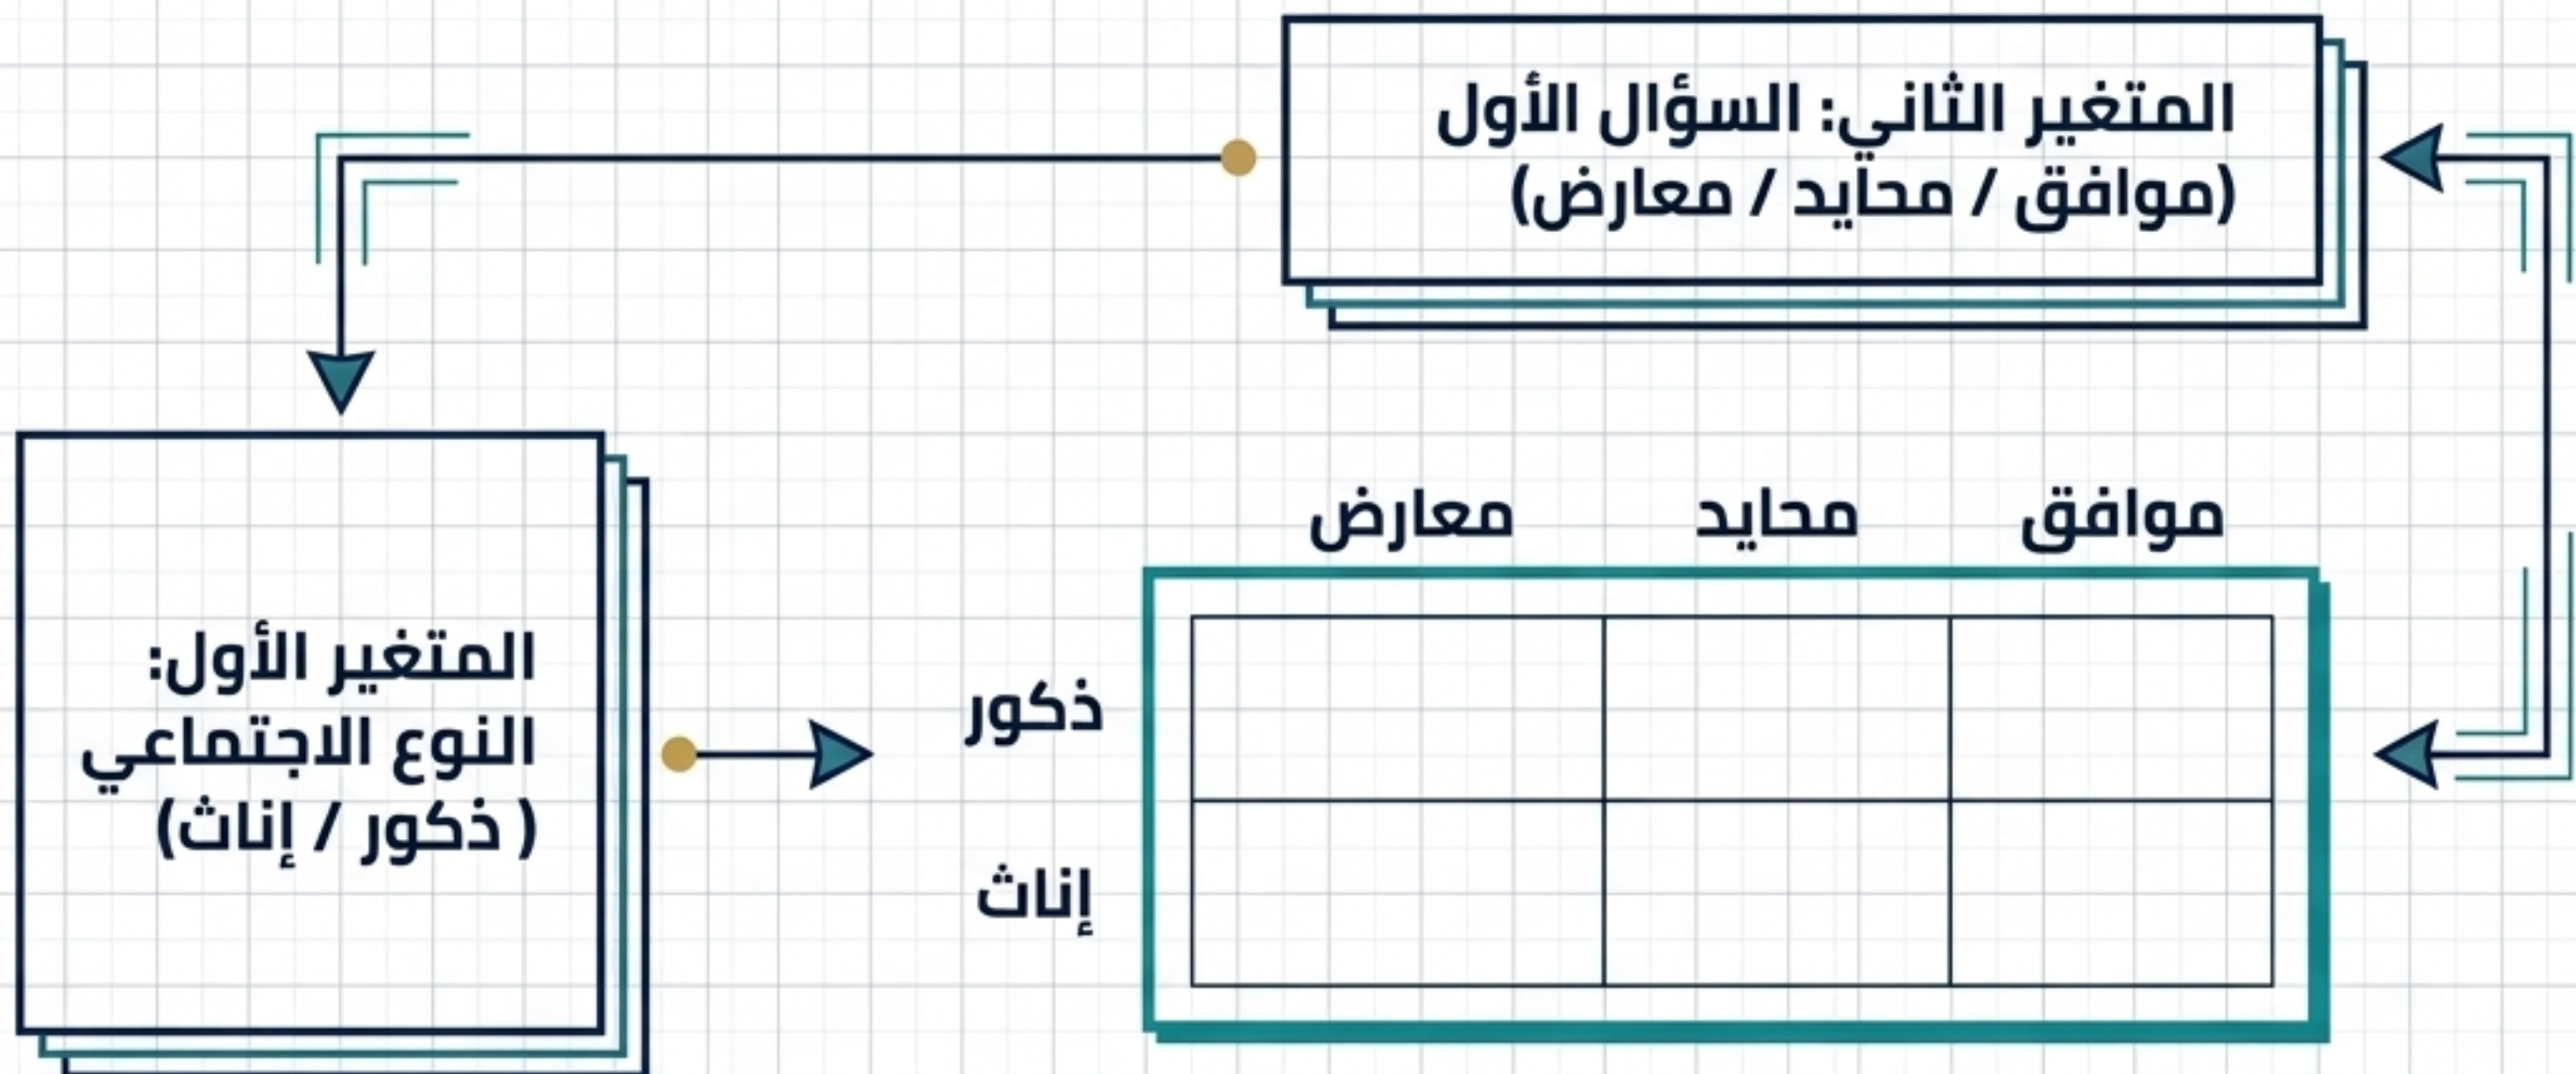 المتغير الثاني: السؤال الأول
(موافق / محايد / معارض)
موافق محايد معارض
المتغير الأول:
النوع الاجتماعي
( ذكور / إناث)
ذكور
إناث